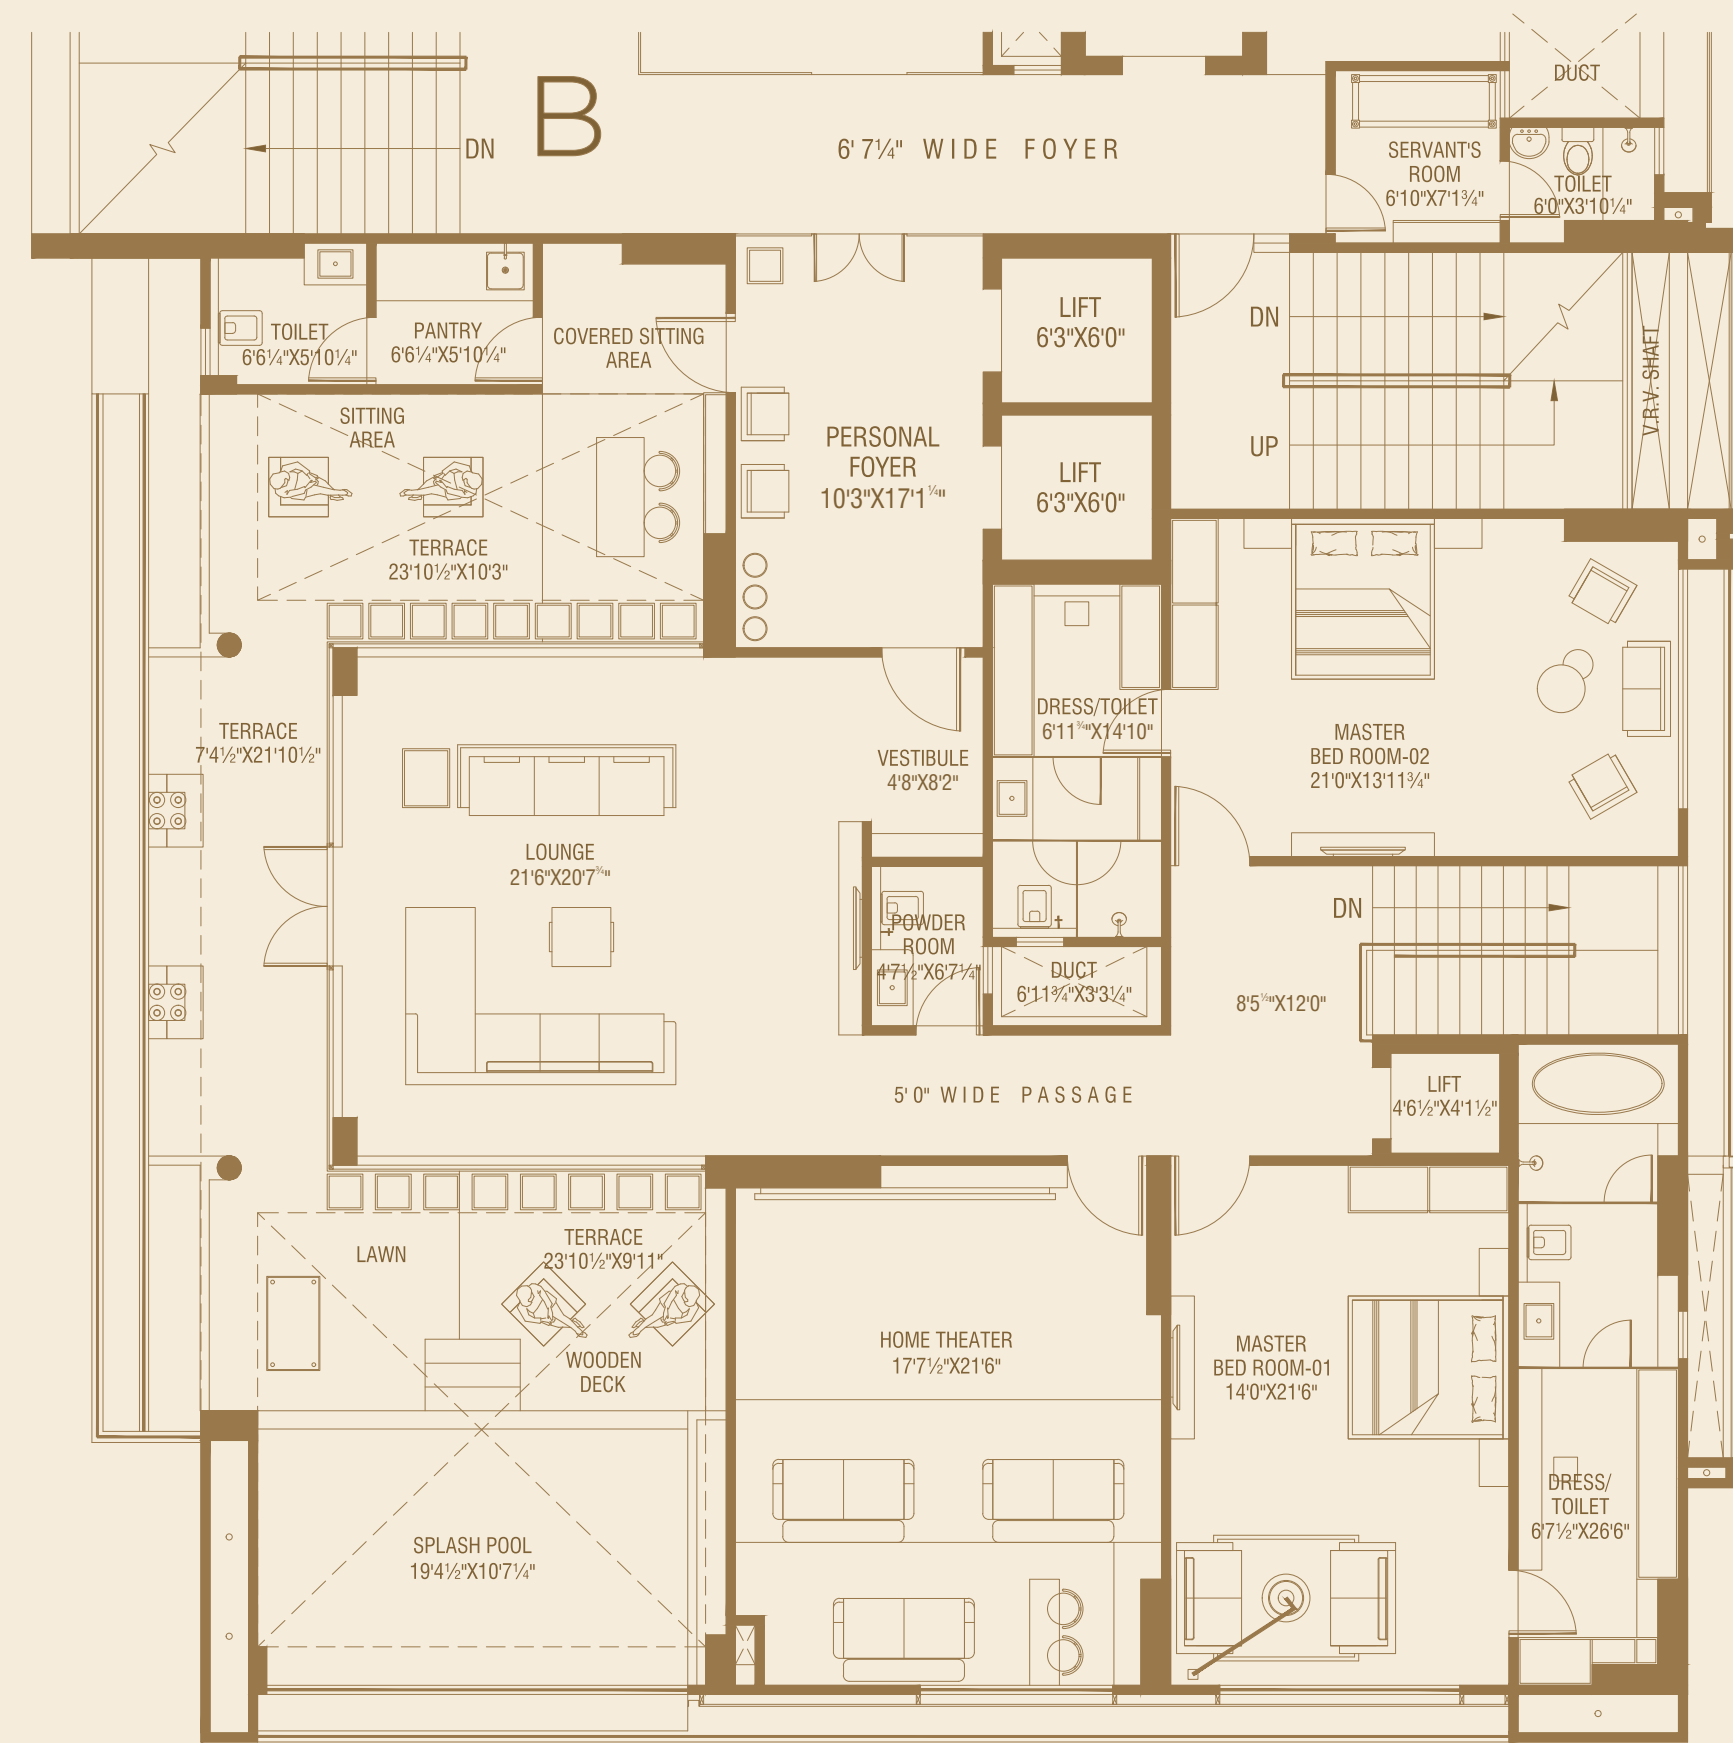 DUCT
B
DN
6' 7¼" WIDE FOYER
SERVANT'S
ROOM
6'10"X7'1¾"
TOILET
6'0"X3'10¼"
TOILET
6'6¼"X5'10¼"
PANTRY
6'6¼"X5'10¼"
COVERED SITTING
AREA
LIFT
6'3"X6'0"
DN
UP
V.R.V. SHAFT
SITTING
AREA
PERSONAL
FOYER
10'3"X17'1¼"
LIFT
6'3"X6'0"
TERRACE
23'10½"X10'3"
TERRACE
7'4½"X21'10½"
DRESS/TOILET
6'11¾"X14'10"
VESTIBULE
4'8"X8'2"
MASTER
BED ROOM-02
21'0"X13'11¾"
LOUNGE
21'6"X20'7¾"
POWDER
ROOM
4'7½"X6'7¼"
DUCT
6'11¾"X3'3¼"
DN
8'5½"X12'0"
5' 0" WIDE PASSAGE
LIFT
4'6½"X4'1½"
LAWN
TERRACE
23'10½"X9'11"
WOODEN
DECK
HOME THEATER
17'7½"X21'6"
MASTER
BED ROOM-01
14'0"X21'6"
DRESS/
TOILET
6'7½"X26'6"
SPLASH POOL
19'4½"X10'7¼"